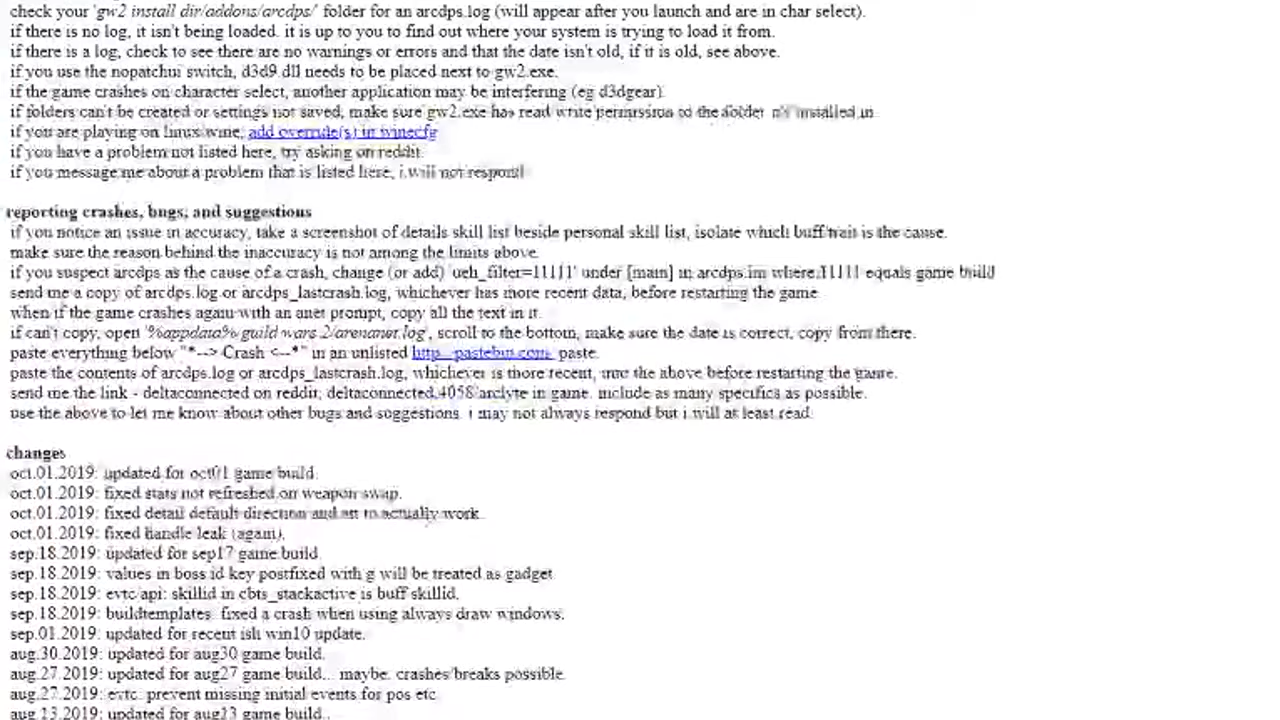 check your 'gw2 install dir/addons/arcdps/' folder for an arcdps.log (will appear after you launch and are in char select).
if there is no log, it isn't being loaded. it is up to you to find out where your system is trying to load it from.
if there is a log, check to see there are no warnings or errors and that the date isn't old, if it is old, see above.
if you use the nopatchui switch, d3d9.dll needs to be placed next to gw2.exe.
if the game crashes on character select, another application may be interfering (eg d3dgear).
if folders can't be created or settings not saved, make sure gw2.exe has read write permission to the folder it's installed in.
if you are playing on linux/wine, add override(s) in winecfg
if you have a problem not listed here, try asking on reddit.
if you message me about a problem that is listed here, i will not respond!
reporting crashes, bugs, and suggestions
if you notice an issue in accuracy, take a screenshot of details skill list beside personal skill list, isolate which buff/trait is the cause.
make sure the reason behind the inaccuracy is not among the limits above.
if you suspect arcdps as the cause of a crash, change (or add) 'ueh_filter=11111' under [main] in arcdps.ini where 11111 equals game build
send me a copy of arcdps.log or arcdps_lastcrash.log, whichever has more recent data, before restarting the game.
when if the game crashes again with an anet prompt, copy all the text in it.
if can't copy, open '%appdata%/guild wars 2/arenanet.log', scroll to the bottom, make sure the date is correct, copy from there.
paste everything below "*--> Crash <--*" in an unlisted http://pastebin.com/ paste.
paste the contents of arcdps.log or arcdps_lastcrash.log, whichever is more recent, into the above before restarting the game.
send me the link - deltaconnected on reddit, deltaconnected.4058/arclyte in game. include as many specifics as possible.
use the above to let me know about other bugs and suggestions. i may not always respond but i will at least read.
changes
oct.01.2019: updated for oct01 game build.
oct.01.2019: fixed stats not refreshed on weapon swap.
oct.01.2019: fixed detail default direction and src to actually work.
oct.01.2019: fixed handle leak (again).
sep.18.2019: updated for sep17 game build.
sep.18.2019: values in boss id key postfixed with g will be treated as gadget
sep.18.2019: evtc api: skillid in cbts_stackactive is buff skillid.
sep.18.2019: buildtemplates: fixed a crash when using always draw windows.
sep.01.2019: updated for recent ish win10 update.
aug.30.2019: updated for aug30 game build.
aug.27.2019: updated for aug27 game build... maybe. crashes/breaks possible.
aug.27.2019: evtc: prevent missing initial events for pos etc.
aug.13.2019: updated for aug13 game build..